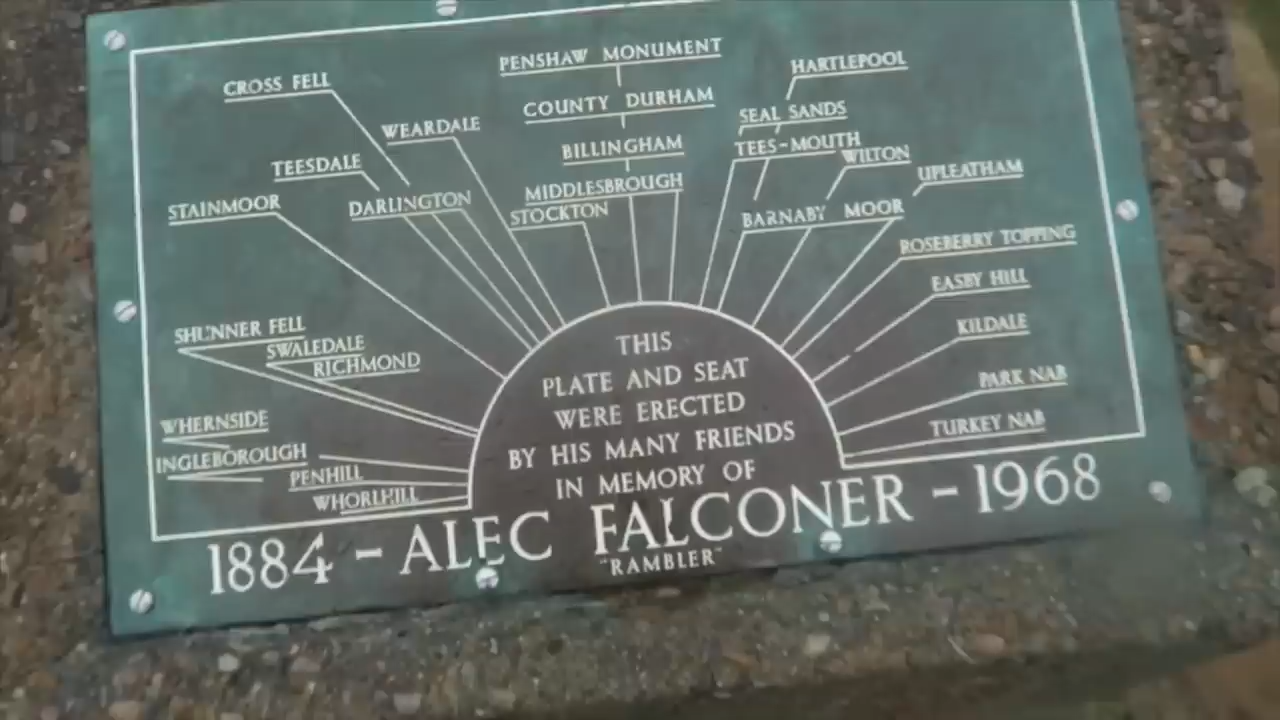 PENSHAW MONUMENT
HARTLEPOOL
CROSS FELL
COUNTY DURHAM
SEAL SANDS
WEARDALE
BILLINGHAM
TEES-MOUTH
WILTON
TEESDALE
UPLEATHAM
MIDDLESBROUGH
STAINMOOR
DARLINGTON
STOCKTON
BARNABY MOOR
ROSEBERRY TOPPING
EASBY HILL
SHUNNER FELL
SWALEDALE
RICHMOND
KILDALE
PARK NAB
WHERNSIDE
TURKEY NAB
INGLEBOROUGH
PENHILL
WHORLHILL
THIS
PLATE AND SEAT
WERE ERECTED
BY HIS MANY FRIENDS
IN MEMORY OF
1884 - ALEC FALCONER - 1968
"RAMBLER"